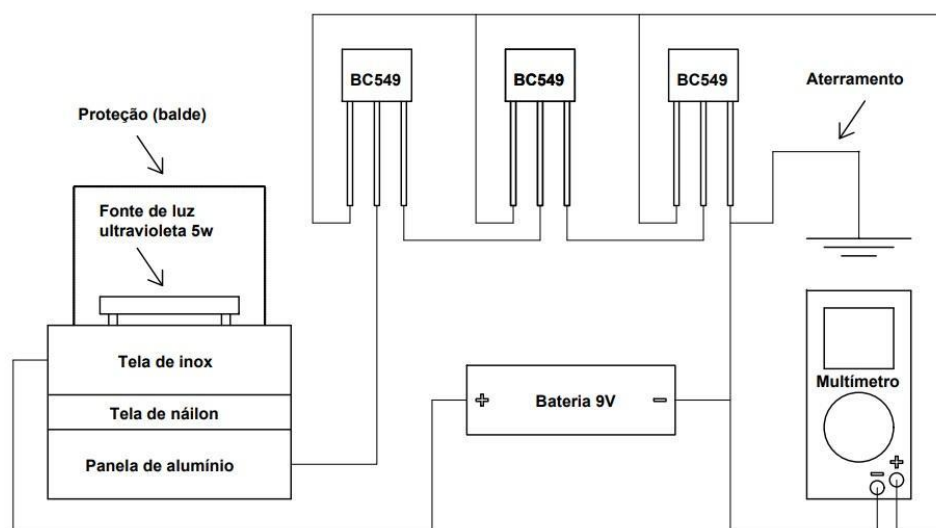 BC549
BC549
BC549
Aterramento
Proteção (balde)
Fonte de luz
ultravioleta 5w
Tela de inox
Tela de náilon
Panela de alumínio
+ Bateria 9V -
Multímetro
- +